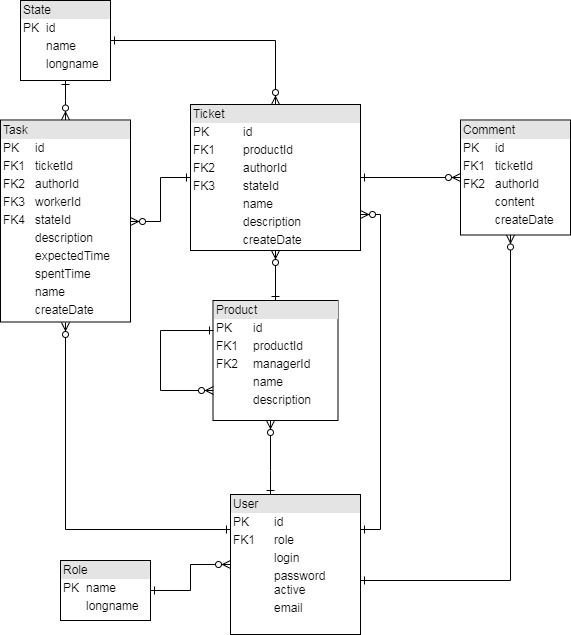 State
PK id
name
longname
Task
PK id
FK1 ticketId
FK2 authorId
FK3 workerId
FK4 stateId
description
expectedTime
spentTime
name
createDate
Ticket
PK id
FK1 productId
FK2 authorId
FK3 stateId
name
description
createDate
Comment
PK id
FK1 ticketId
FK2 authorId
content
createDate
Product
PK id
FK1 productId
FK2 managerId
name
description
User
PK id
FK1 role
login
password
active
email
Role
PK name
longname